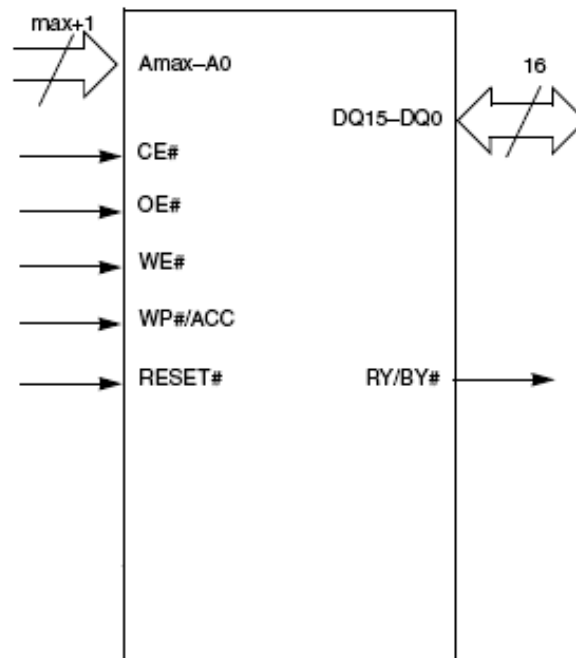 max+1
Amax–A0
16
DQ15–DQ0
CE#
OE#
WE#
WP#/ACC
RESET#
RY/BY#